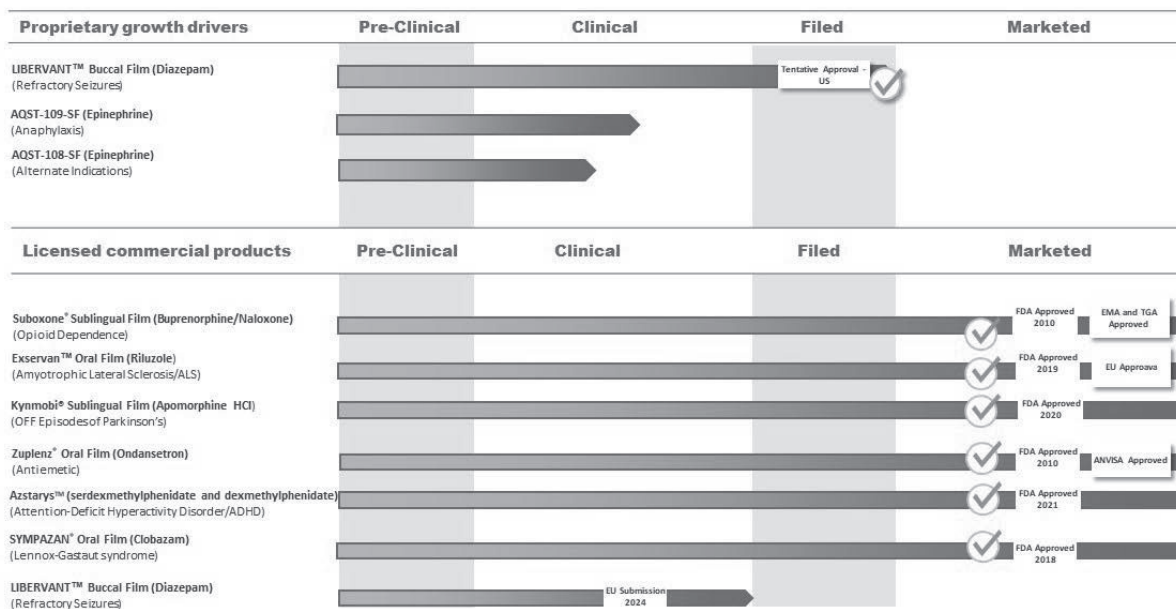 Proprietary growth drivers Pre-Clinical Clinical Filed Marketed
LIBERVANT™ Buccal Film (Diazepam)
(Refractory Seizures)
Tentative Approval -
US
AQST-109-SF (Epinephrine)
(Anaphylaxis)
AQST-108-SF (Epinephrine)
(Alternate Indications)
Licensed commercial products Pre-Clinical Clinical Filed Marketed
Suboxone® Sublingual Film (Buprenorphine/Naloxone)
(Opioid Dependence)
FDA Approved
2010
EMA and TGA
Approved
Exservan™ Oral Film (Riluzole)
(Amyotrophic Lateral Sclerosis/ALS)
FDA Approved
2019
EU Approava
Kynmobi® Sublingual Film (Apomorphine HCl)
(OFF Episodes of Parkinson's)
FDA Approved
2020
Zuplenz® Oral Film (Ondansetron)
(Antiemetic)
FDA Approved
2010
ANVISA Approved
Azstarys™ (serdexmethylphenidate and dexmethylphenidate)
(Attention-Deficit Hyperactivity Disorder/ADHD)
FDA Approved
2021
SYMPAZAN® Oral Film (Clobazam)
(Lennox-Gastaut syndrome)
FDA Approved
2018
LIBERVANT™ Buccal Film (Diazepam)
(Refractory Seizures)
EU Submission
2024